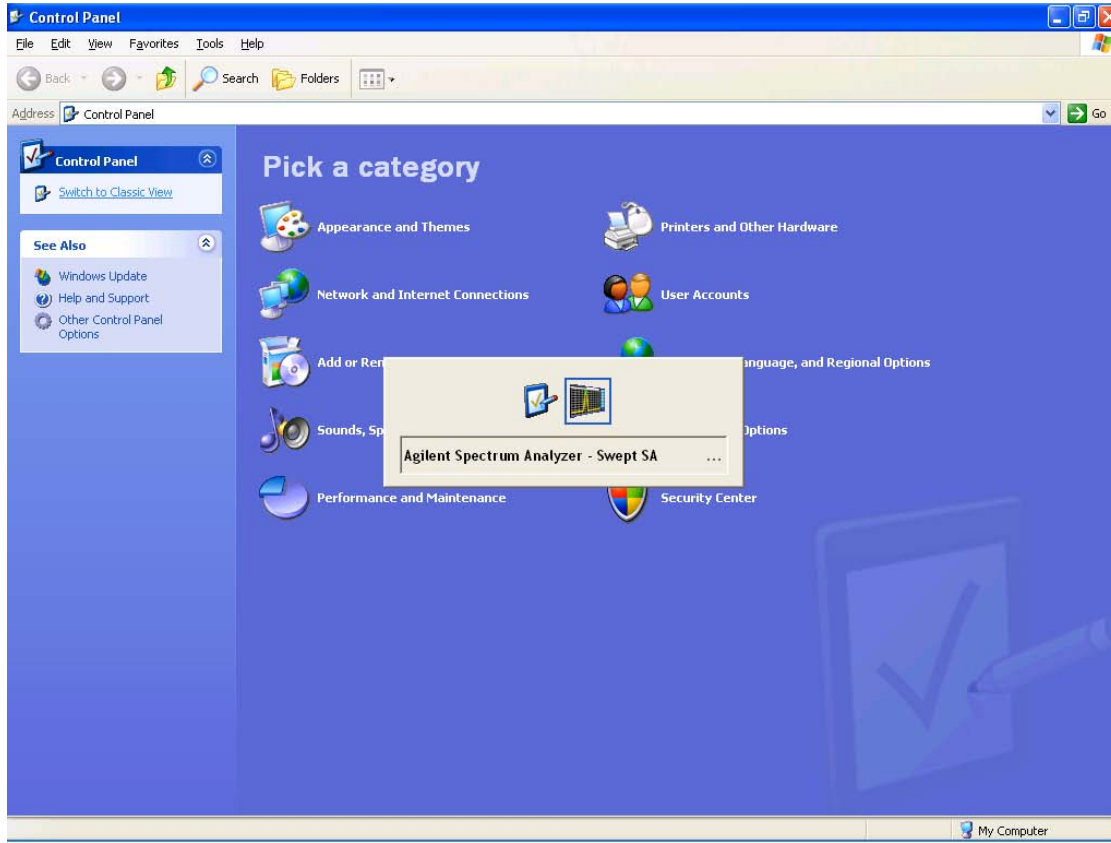 Control Panel
File Edit View Favorites Tools Help
Back Search Folders
Address Control Panel Go
Control Panel
Switch to Classic View
See Also
Windows Update
Help and Support
Other Control Panel
Options
Pick a category
Appearance and Themes
Printers and Other Hardware
Network and Internet Connections
User Accounts
Add or Rem
anguage, and Regional Options
Sounds, Sp
Options
Agilent Spectrum Analyzer - Swept SA ...
Performance and Maintenance
Security Center
My Computer